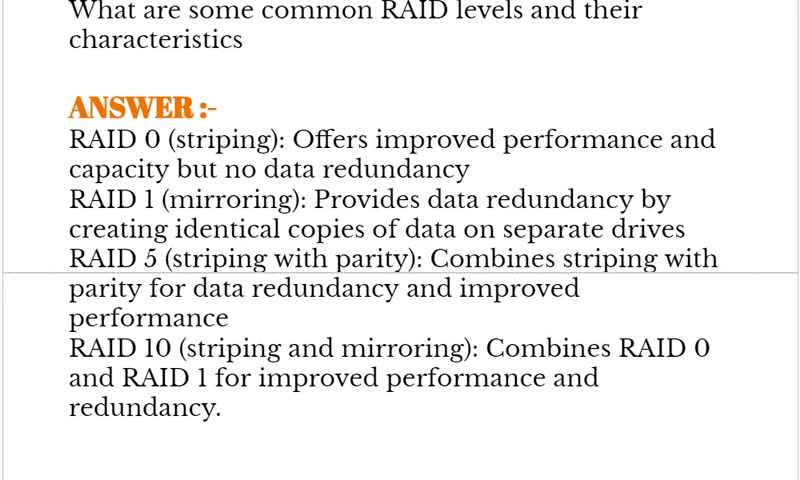 What are some common RAID levels and their
characteristics
ANSWER :-
RAID 0 (striping): Offers improved performance and
capacity but no data redundancy
RAID 1 (mirroring): Provides data redundancy by
creating identical copies of data on separate drives
RAID 5 (striping with parity): Combines striping with
parity for data redundancy and improved
performance
RAID 10 (striping and mirroring): Combines RAID 0
and RAID 1 for improved performance and
redundancy.